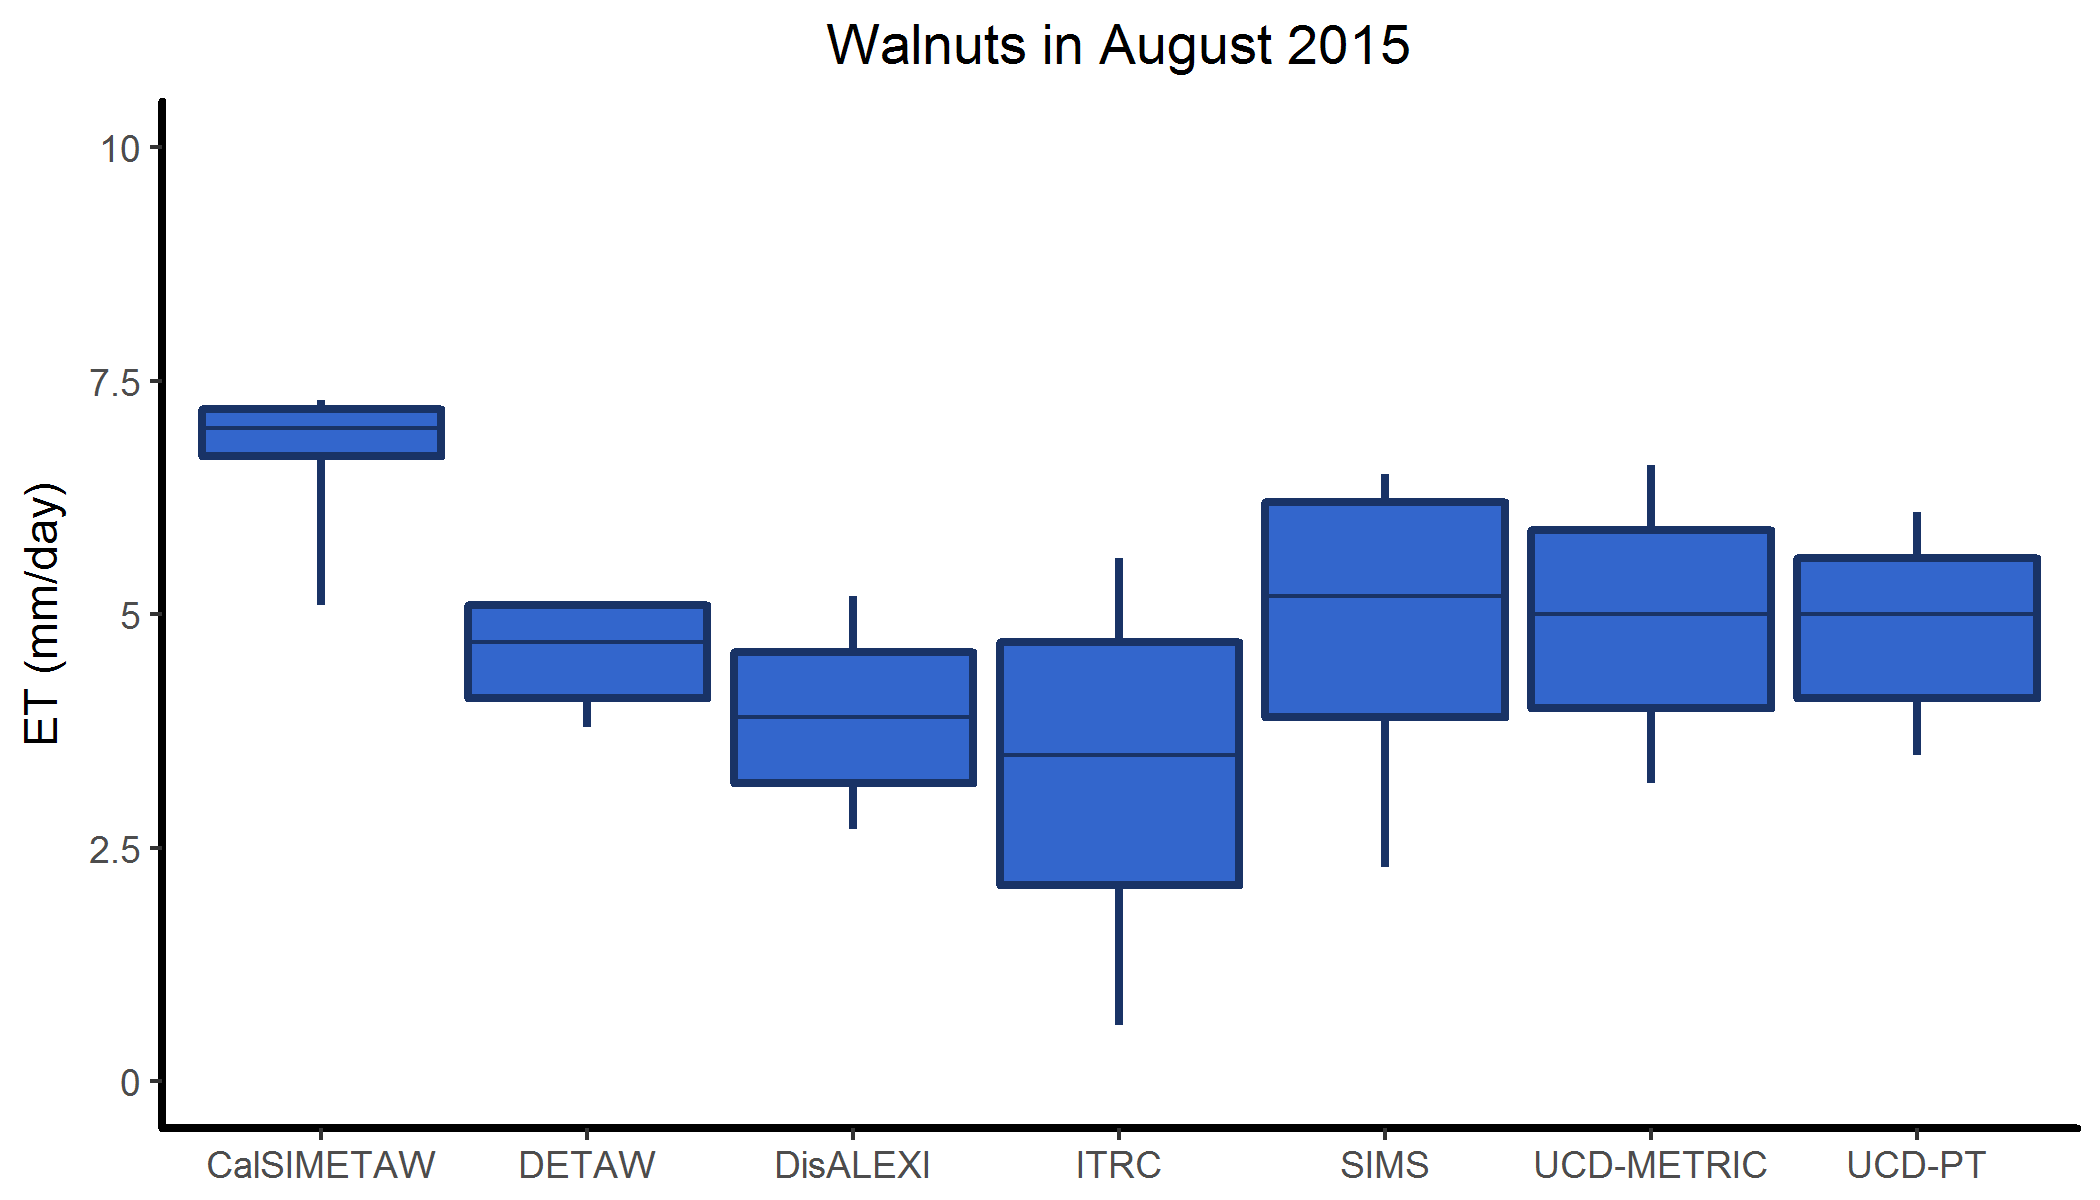 Walnuts in August 2015
ET (mm/day)
10
7.5
5
2.5
0
CalSIMETAW DETAW DisALEXI ITRC SIMS UCD-METRIC UCD-PT